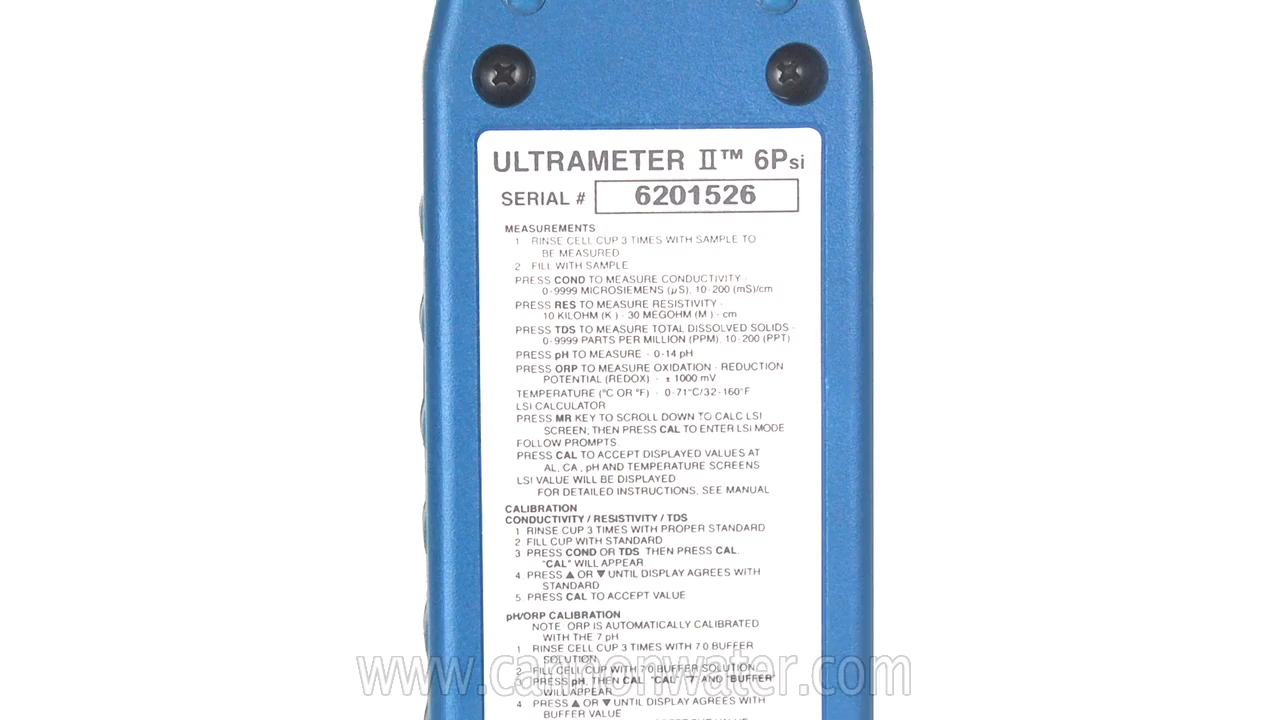 ULTRAMETER II™ 6Psi
SERIAL # 6201526
MEASUREMENTS
1 RINSE CELL CUP 3 TIMES WITH SAMPLE TO
BE MEASURED
2 FILL WITH SAMPLE
PRESS COND TO MEASURE CONDUCTIVITY -
0-9999 MICROSIEMENS (µS), 10-200 (mS)/cm
PRESS RES TO MEASURE RESISTIVITY -
10 KILOHM (K ) - 30 MEGOHM (M ) - cm
PRESS TDS TO MEASURE TOTAL DISSOLVED SOLIDS -
0-9999 PARTS PER MILLION (PPM), 10-200 (PPT)
PRESS pH TO MEASURE - 0-14 pH
PRESS ORP TO MEASURE OXIDATION - REDUCTION
POTENTIAL (REDOX) - ± 1000 mV
TEMPERATURE (°C OR °F) - 0-71°C/32-160°F
LSI CALCULATOR
PRESS MR KEY TO SCROLL DOWN TO CALC LSI
SCREEN; THEN PRESS CAL TO ENTER LSI MODE
FOLLOW PROMPTS.
PRESS CAL TO ACCEPT DISPLAYED VALUES AT
AL, CA , pH AND TEMPERATURE SCREENS
LSI VALUE WILL BE DISPLAYED
FOR DETAILED INSTRUCTIONS, SEE MANUAL
CALIBRATION
CONDUCTIVITY / RESISTIVITY / TDS
1 RINSE CUP 3 TIMES WITH PROPER STANDARD
2 FILL CUP WITH STANDARD
3 PRESS COND OR TDS THEN PRESS CAL.
"CAL" WILL APPEAR
4 PRESS ▲ OR ▼ UNTIL DISPLAY AGREES WITH
STANDARD
5. PRESS CAL TO ACCEPT VALUE
pH/ORP CALIBRATION
NOTE ORP IS AUTOMATICALLY CALIBRATED
WITH THE 7 pH
1 RINSE CELL CUP 3 TIMES WITH 7.0 BUFFER
SOLUTION
2 FILL CELL CUP WITH 7.0 BUFFER SOLUTION
3 PRESS pH, THEN CAL "CAL" "7" AND "BUFFER"
WILL APPEAR
4 PRESS ▲ OR ▼ UNTIL DISPLAY AGREES WITH
BUFFER VALUE
www.cannonwater.com